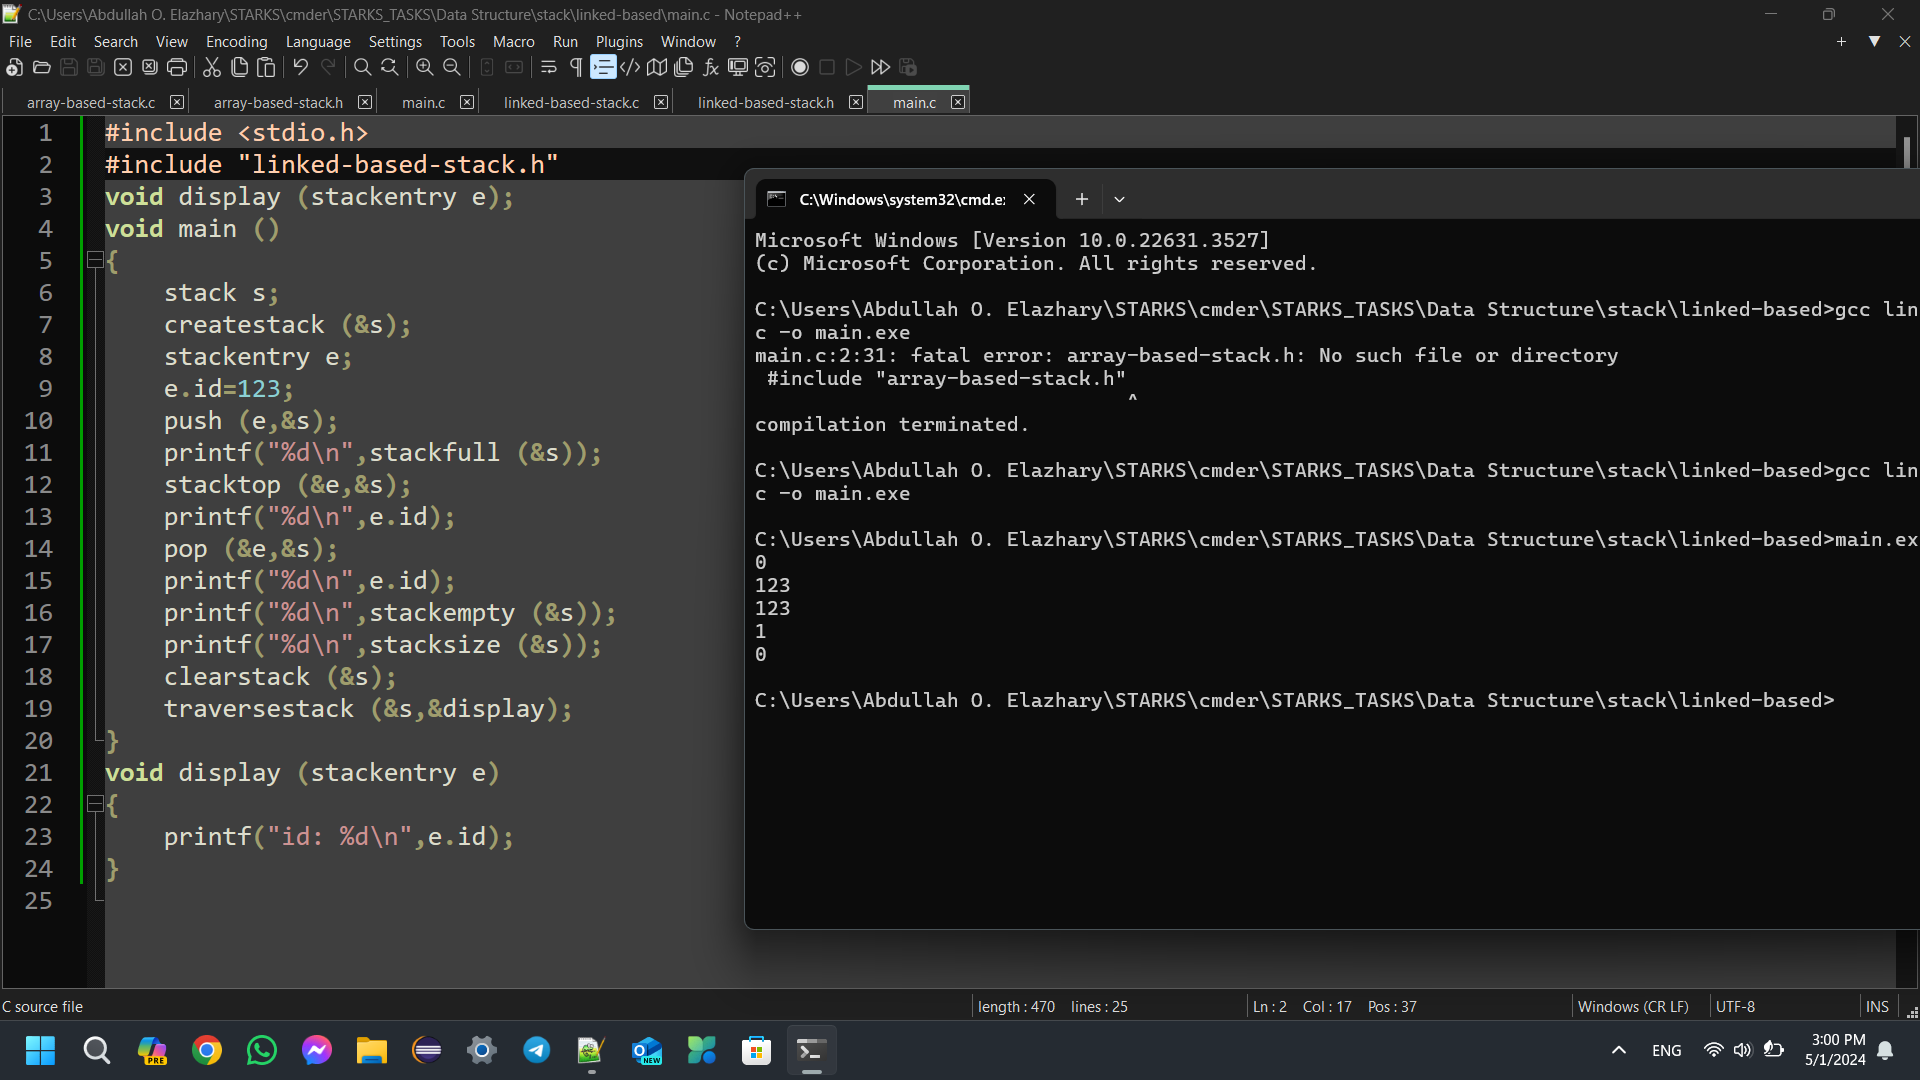 C:\Users\Abdullah O. Elazhary\STARKS\cmder\STARKS_TASKS\Data Structure\stack\linked-based\main.c - Notepad++
File Edit Search View Encoding Language Settings Tools Macro Run Plugins Window ?
array-based-stack.c array-based-stack.h main.c linked-based-stack.c linked-based-stack.h main.c
1 #include <stdio.h>
2 #include "linked-based-stack.h"
3 void display (stackentry e);
4 void main ()
5 {
6 stack s;
7 createstack (&s);
8 stackentry e;
9 e.id=123;
10 push (e,&s);
11 printf("%d\n",stackfull (&s));
12 stacktop (&e,&s);
13 printf("%d\n",e.id);
14 pop (&e,&s);
15 printf("%d\n",e.id);
16 printf("%d\n",stackempty (&s));
17 printf("%d\n",stacksize (&s));
18 clearstack (&s);
19 traversestack (&s,&display);
20 }
21 void display (stackentry e)
22 {
23 printf("id: %d\n",e.id);
24 }
25
C:\Windows\system32\cmd.e
Microsoft Windows [Version 10.0.22631.3527]
(c) Microsoft Corporation. All rights reserved.
C:\Users\Abdullah O. Elazhary\STARKS\cmder\STARKS_TASKS\Data Structure\stack\linked-based>gcc lin
c -o main.exe
main.c:2:31: fatal error: array-based-stack.h: No such file or directory
#include "array-based-stack.h"
^
compilation terminated.
C:\Users\Abdullah O. Elazhary\STARKS\cmder\STARKS_TASKS\Data Structure\stack\linked-based>gcc lin
c -o main.exe
C:\Users\Abdullah O. Elazhary\STARKS\cmder\STARKS_TASKS\Data Structure\stack\linked-based>main.ex
0
123
123
1
0
C:\Users\Abdullah O. Elazhary\STARKS\cmder\STARKS_TASKS\Data Structure\stack\linked-based>
C source file length : 470 lines : 25 Ln : 2 Col : 17 Pos : 37 Windows (CR LF) UTF-8 INS
PRE NEW ENG 3:00 PM
5/1/2024